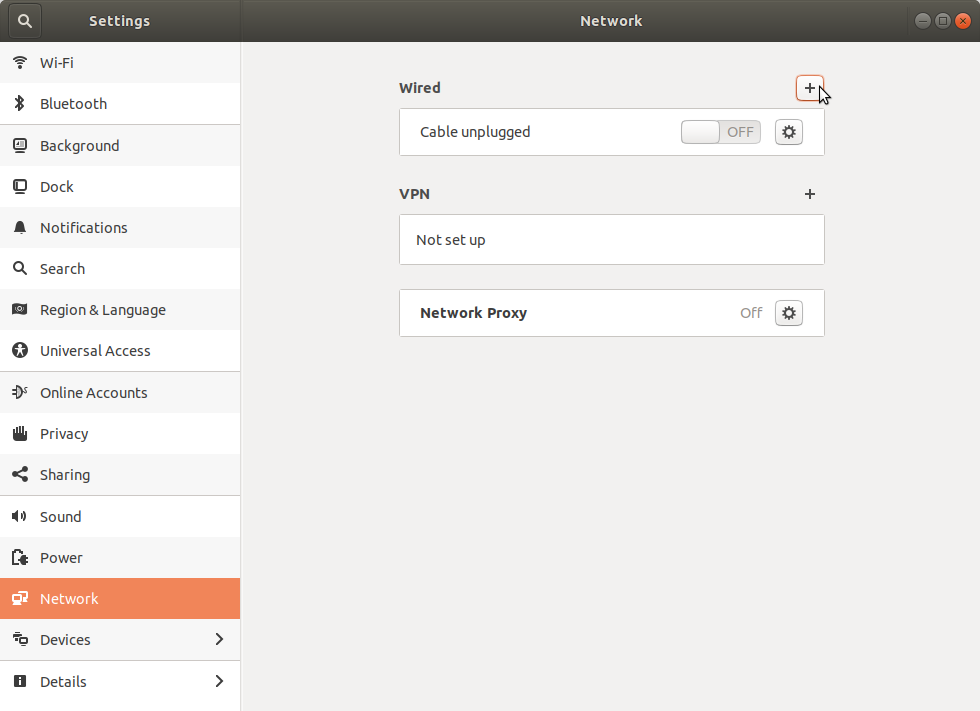 Settings
Network
Wi-Fi
Bluetooth
Background
Dock
Notifications
Search
Region & Language
Universal Access
Online Accounts
Privacy
Sharing
Sound
Power
Network
Devices
Details
Wired
Cable unplugged OFF
VPN
Not set up
Network Proxy Off